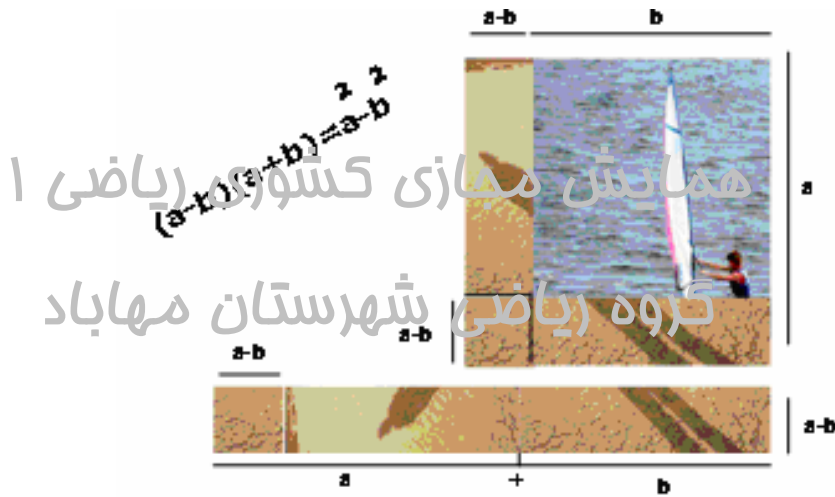 a-b b
(a-b)(a+b)=a²-b²
همایش مجازی کشوری ریاضی ۱
a
گروه ریاضی شهرستان مهاباد
a-b
a-b
a-b
a + b